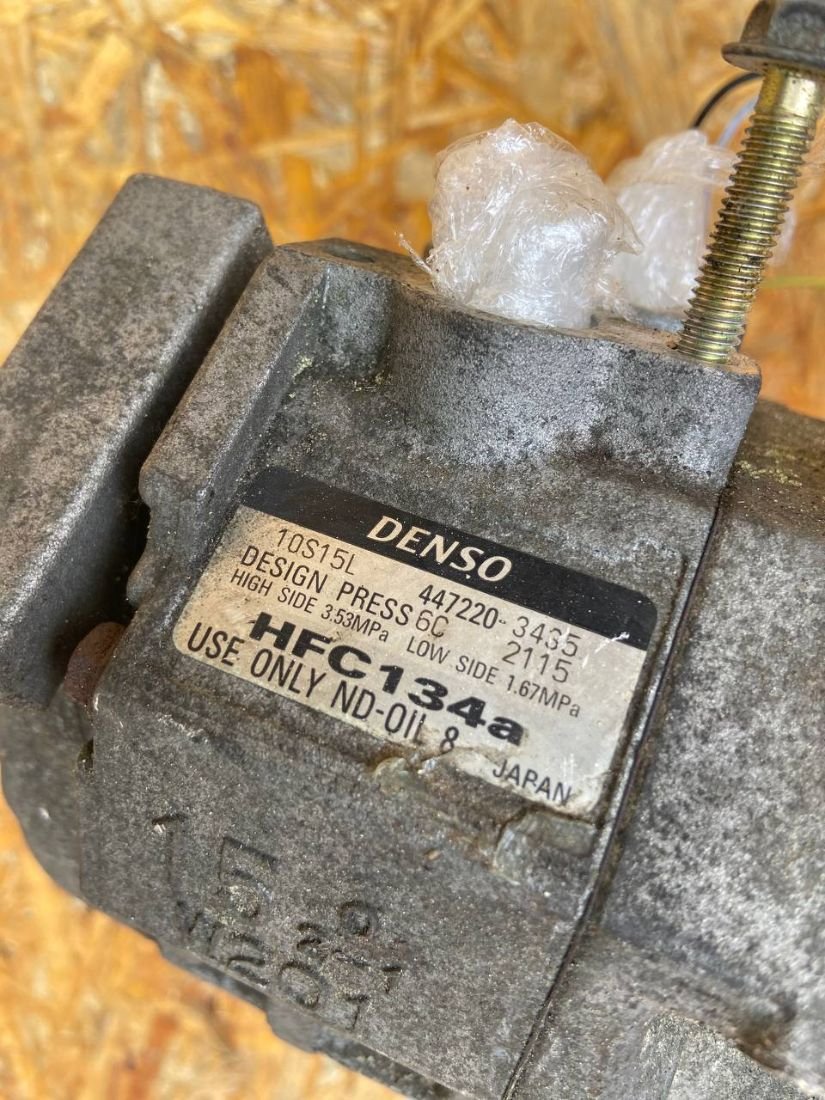 DENSO
10S15L 447220-3435
DESIGN PRESS 6C 2115
HIGH SIDE 3.53MPa LOW SIDE 1.67MPa
HFC134a
USE ONLY ND-OIL 8
JAPAN
15